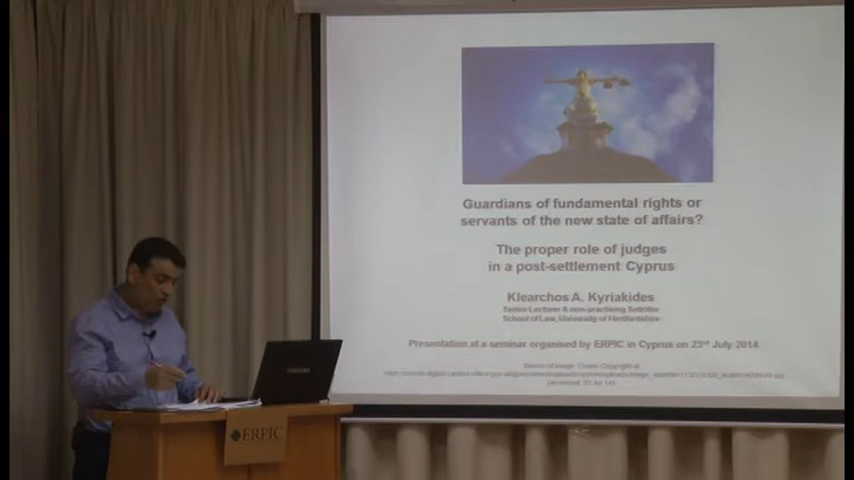 Guardians of fundamental rights or
servants of the new state of affairs?
The proper role of judges
in a post-settlement Cyprus
Klearchos A. Kyriakides
Senior Lecturer & non-practising Solicitor
School of Law, University of Hertfordshire
Presentation at a seminar organised by ERPIC in Cyprus on 23rd July 2014
ERPIC